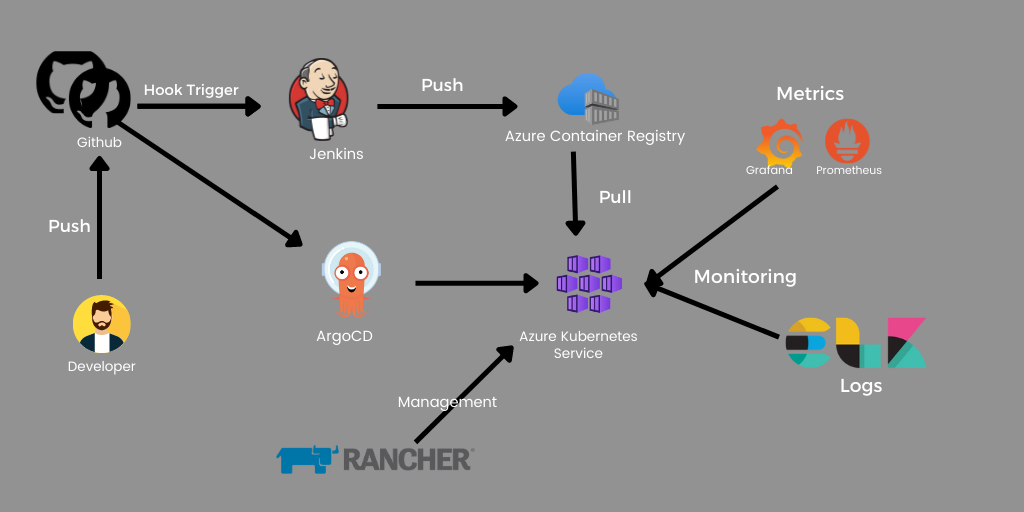 Hook Trigger
Push
Metrics
Github
Jenkins
Azure Container Registry
Grafana
Prometheus
Push
Pull
Monitoring
Developer
ArgoCD
Azure Kubernetes
Service
Management
Logs
RANCHER®